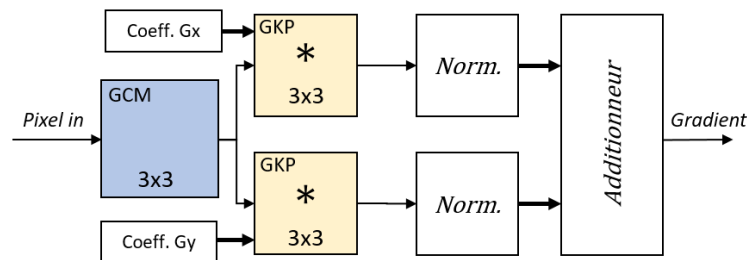 Coeff. Gx
GKP
*
3x3
Norm.
Pixel in
GCM
3x3
Additionneur
Gradient
GKP
*
3x3
Norm.
Coeff. Gy